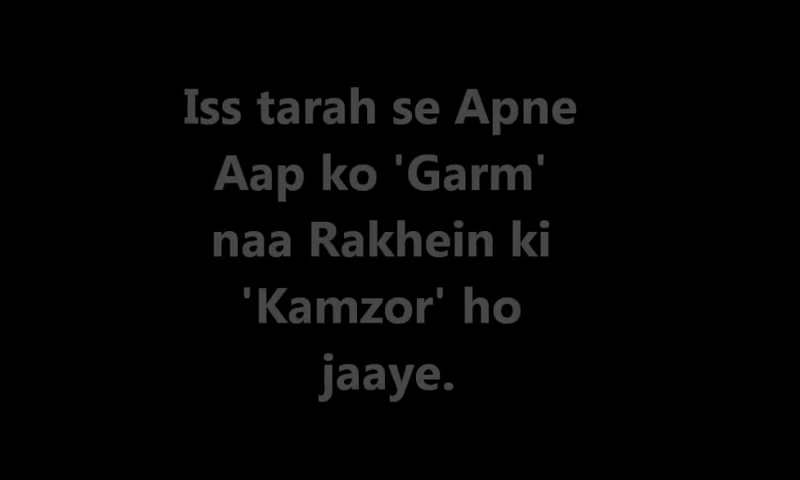 Iss tarah se Apne
Aap ko 'Garm'
naa Rakhein ki
'Kamzor' ho
jaaye.